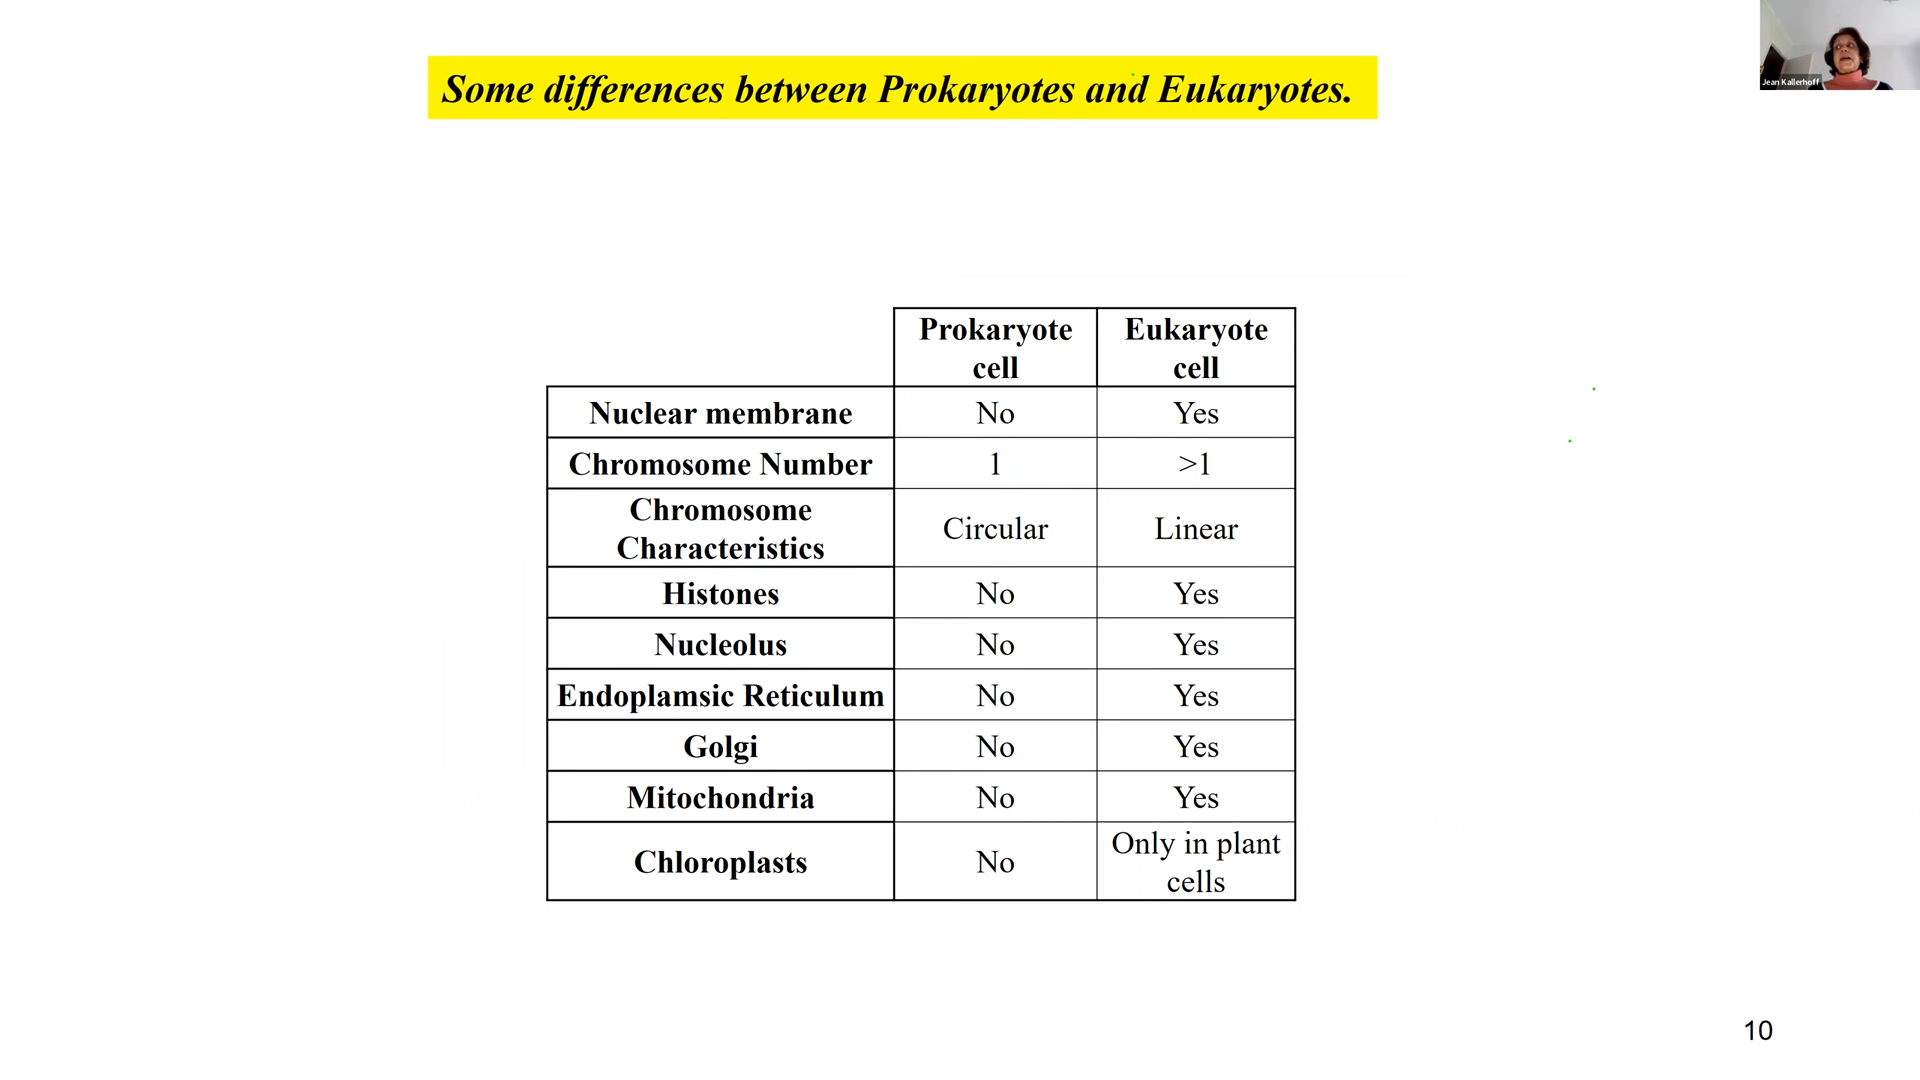 Jean Kallerhoff
Some differences between Prokaryotes and Eukaryotes.
Prokaryote
cell
Eukaryote
cell
Nuclear membrane
No
Yes
Chromosome Number
1
>1
Chromosome
Characteristics
Circular
Linear
Histones
No
Yes
Nucleolus
No
Yes
Endoplamsic Reticulum
No
Yes
Golgi
No
Yes
Mitochondria
No
Yes
Chloroplasts
No
Only in plant
cells
10